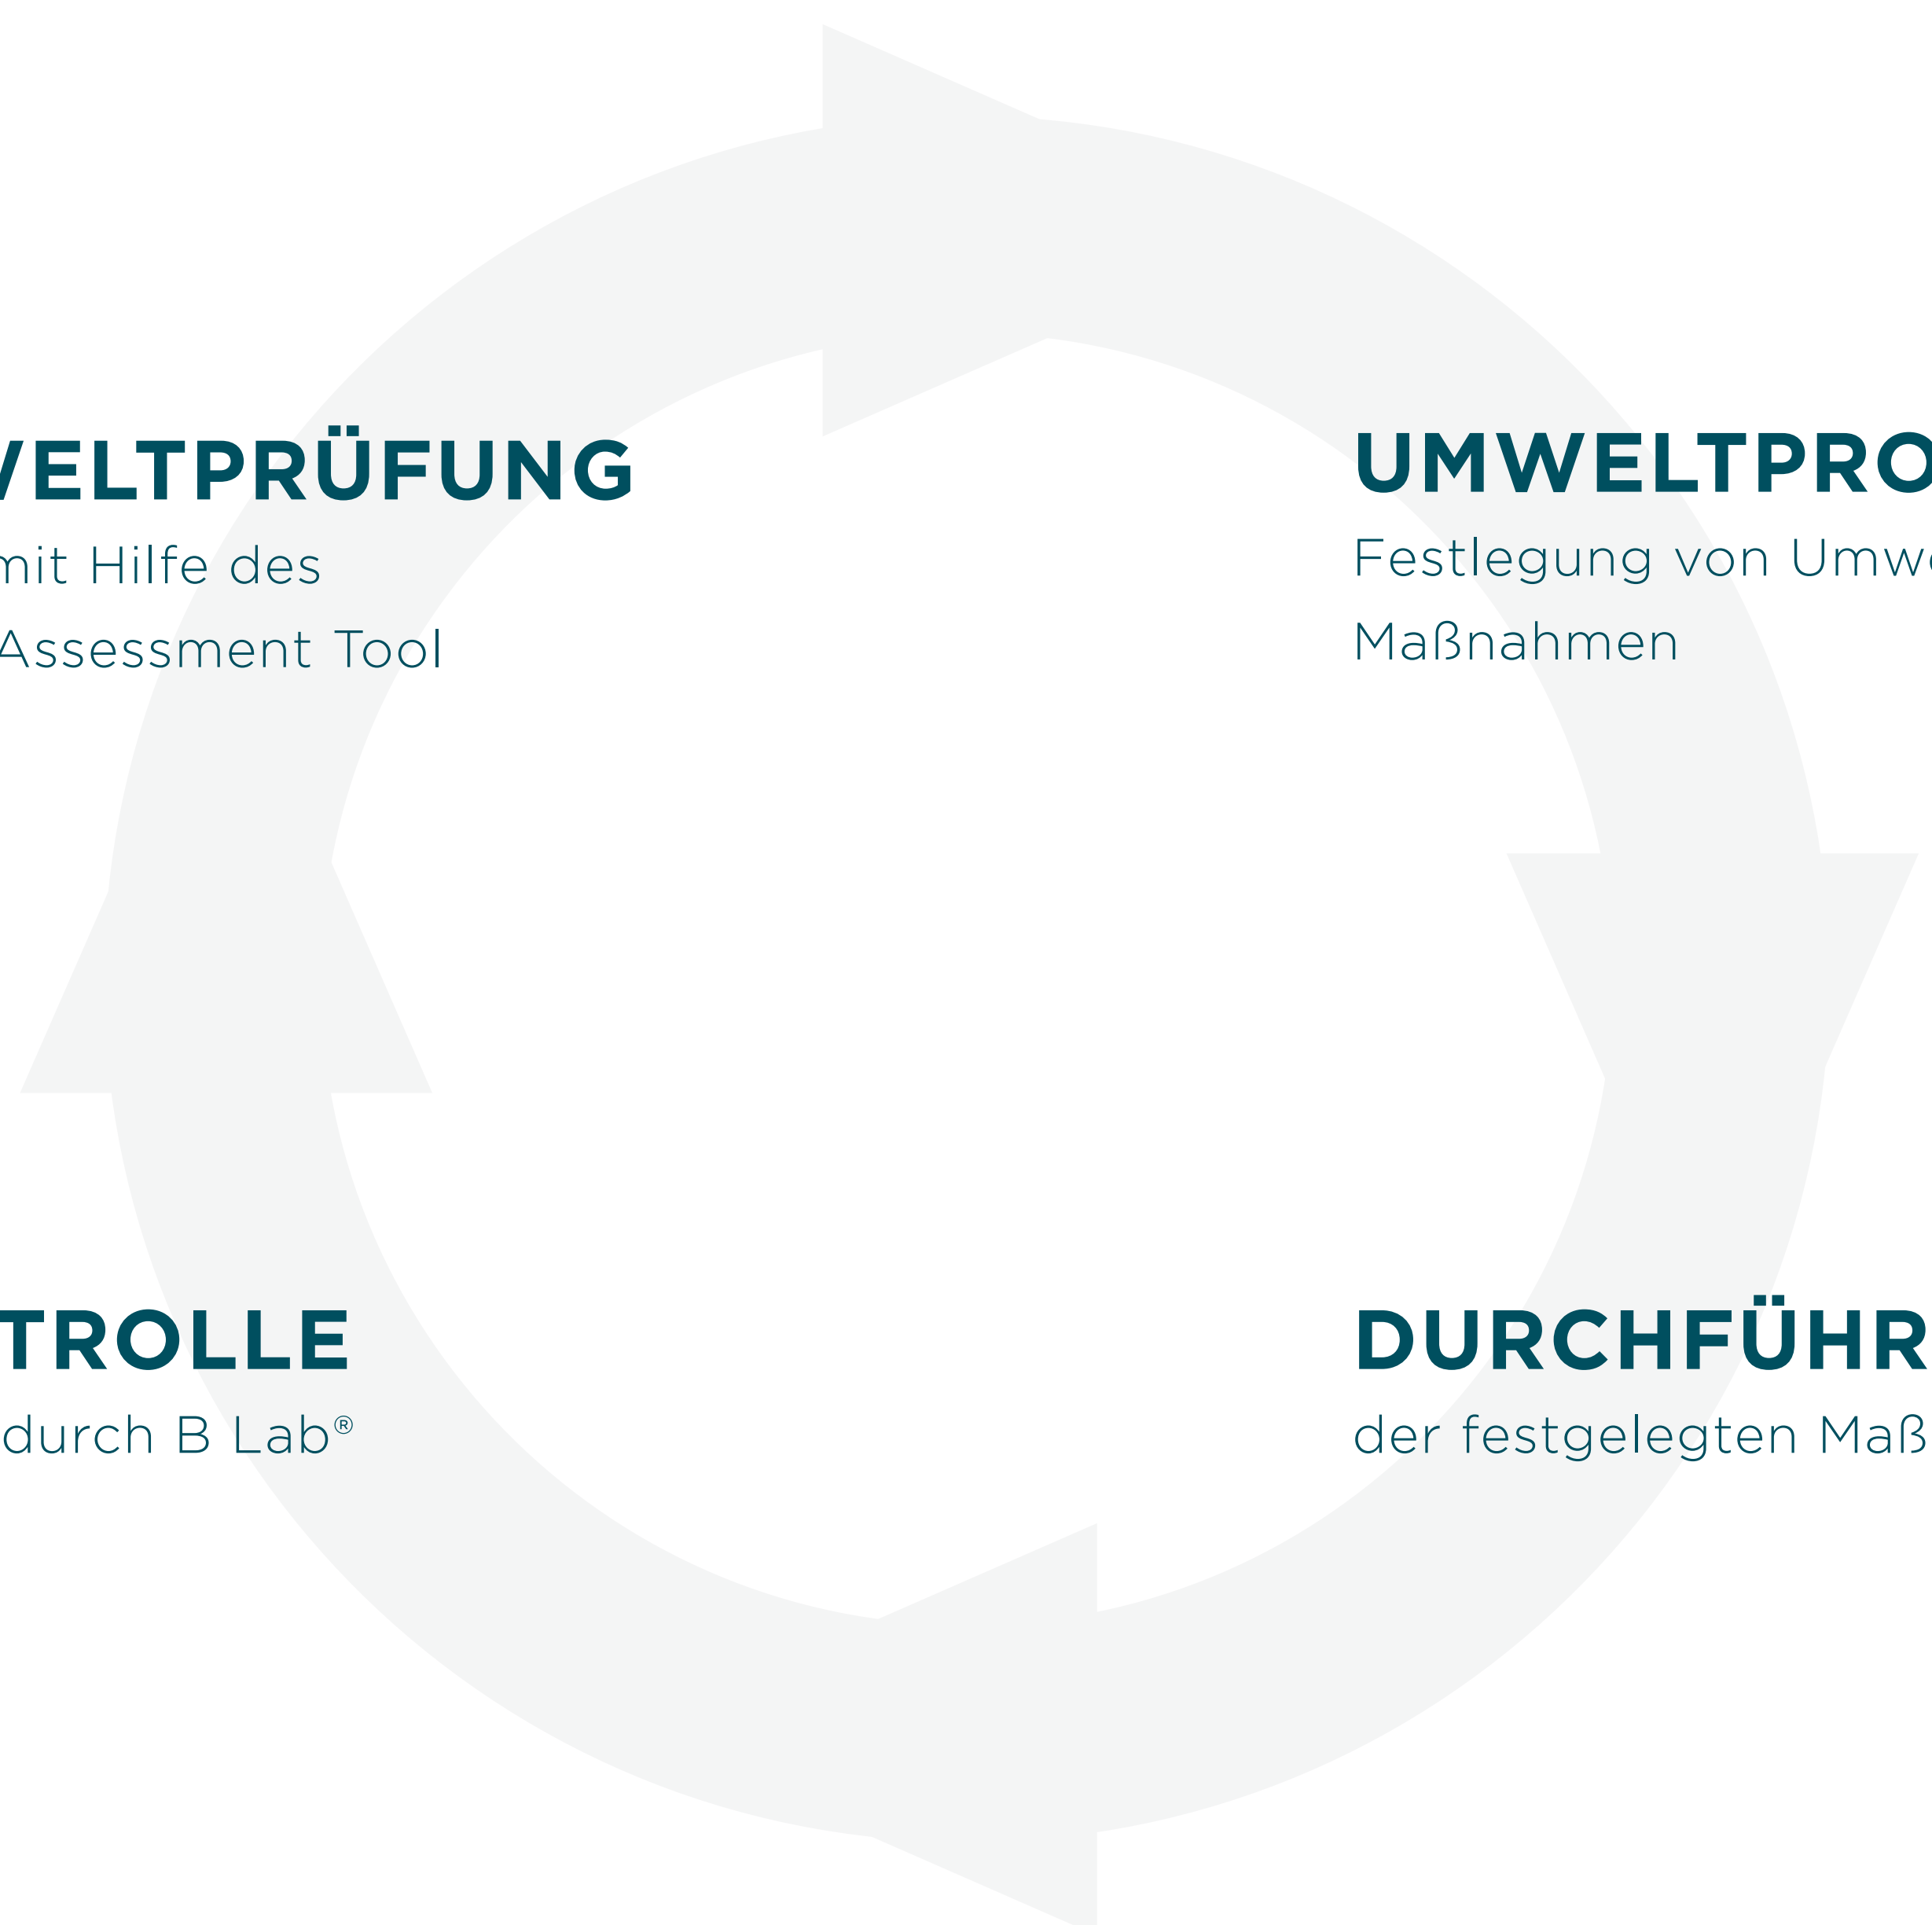 WELTPRÜFUNG
mit Hilfe des
Assessment Tool
UMWELTPRO
Festlegung von Umw
Maßnahmen
TROLLE
durch B Lab®
DURCHFÜHR
der festgelegten Maß